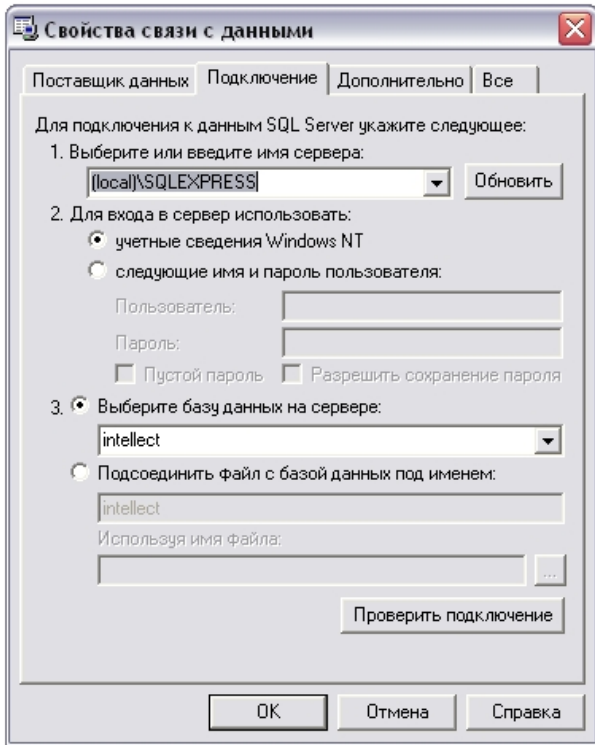 Свойства связи с данными
Поставщик данных Подключение Дополнительно Все
Для подключения к данным SQL Server укажите следующее:
1. Выберите или введите имя сервера:
(local)\SQLEXPRESS Обновить
2. Для входа в сервер использовать:
учетные сведения Windows NT
следующие имя и пароль пользователя:
Пользователь:
Пароль:
Пустой пароль Разрешить сохранение пароля
3. Выберите базу данных на сервере:
intellect
Подсоединить файл с базой данных под именем:
intellect
Используя имя файла:
...
Проверить подключение
OK Отмена Справка